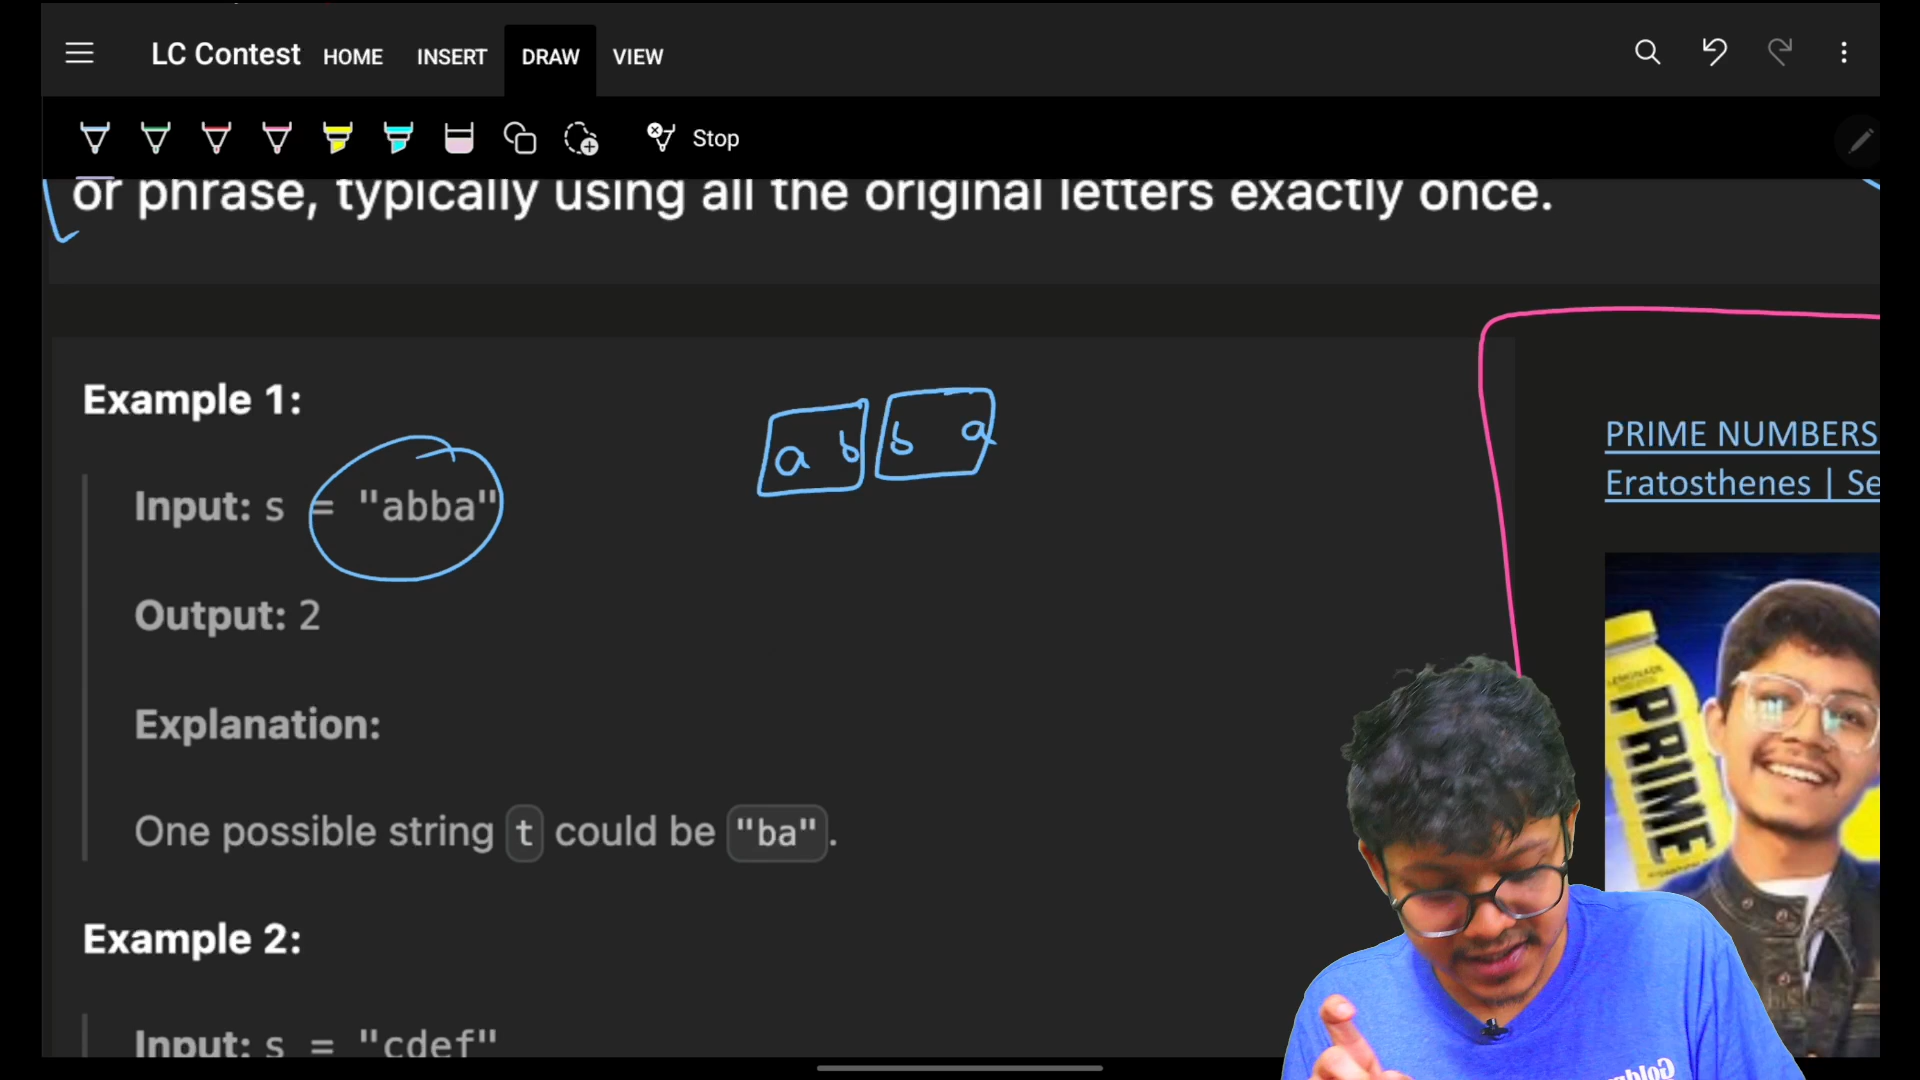 LC Contest HOME INSERT DRAW VIEW
Stop
or phrase, typically using all the original letters exactly once.
Example 1:
a b b a
Input: s = "abba"
Output: 2
Explanation:
One possible string t could be "ba".
Example 2:
Input: s = "cdef"
PRIME NUMBERS
Eratosthenes | Se
LEMONADE
PRIME